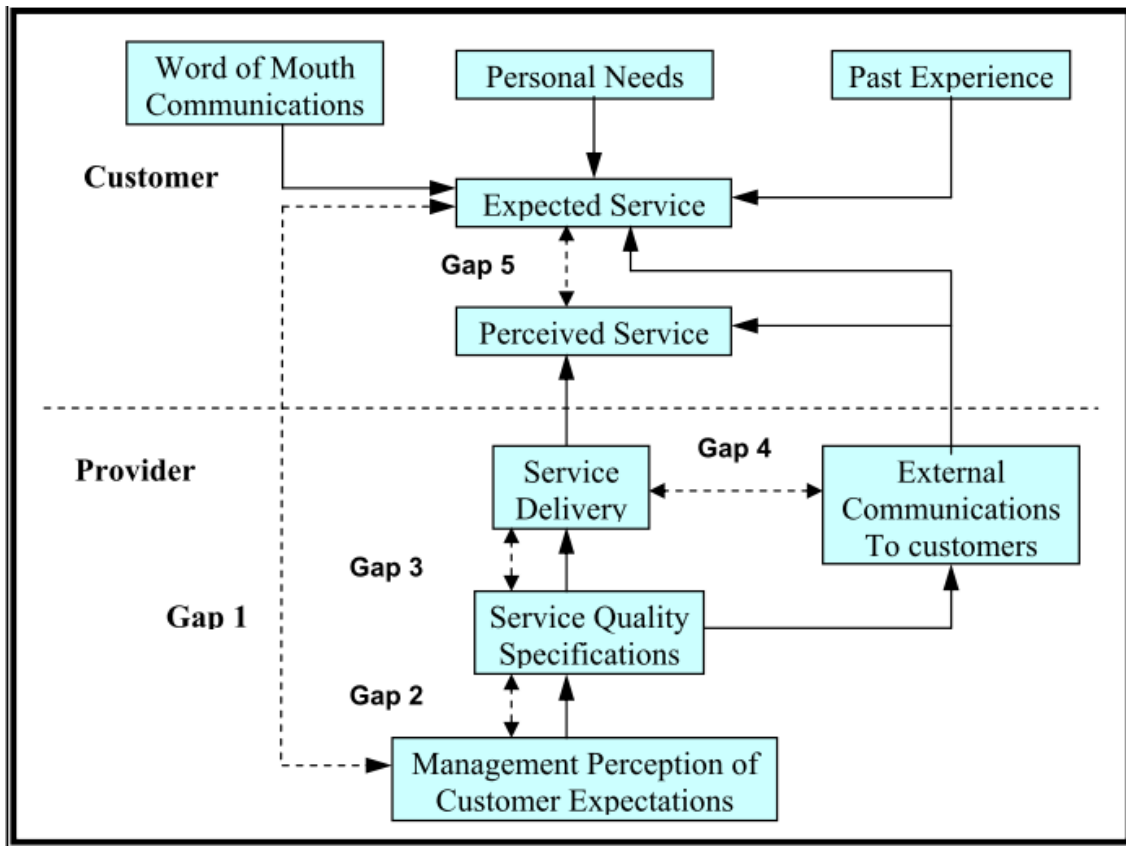 Word of Mouth
Communications
Personal Needs
Past Experience
Customer
Expected Service
Gap 5
Perceived Service
Provider
Service
Delivery
Gap 4
External
Communications
To customers
Gap 3
Gap 1
Service Quality
Specifications
Gap 2
Management Perception of
Customer Expectations